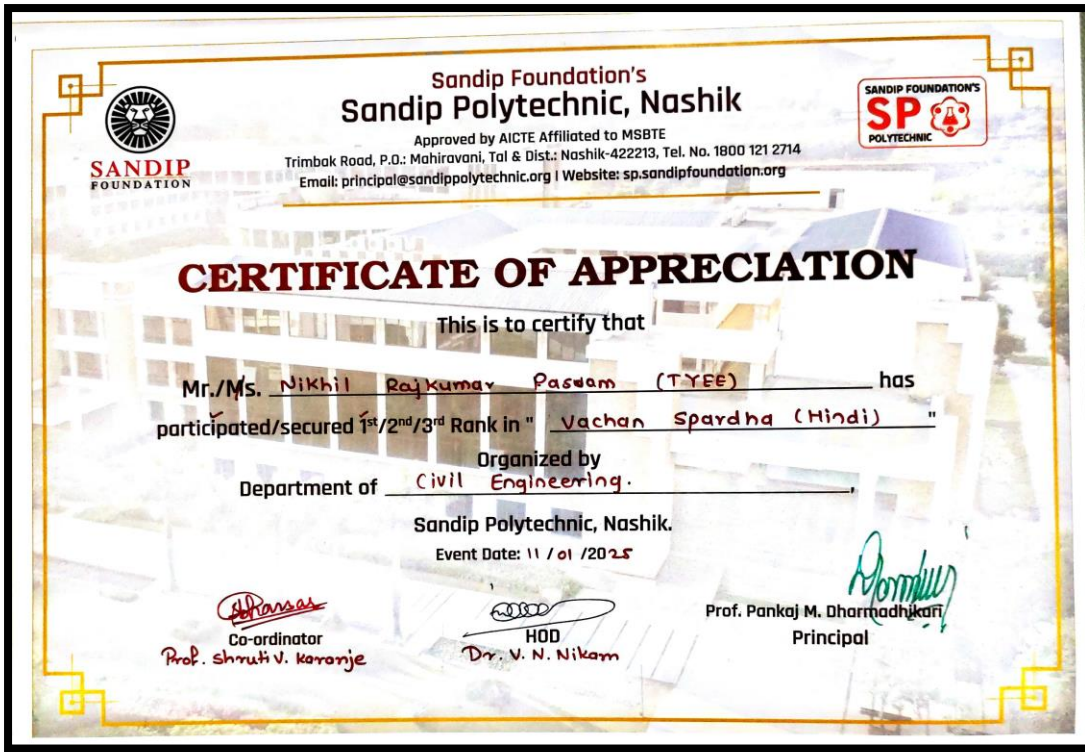 SANDIP
FOUNDATION
Sandip Foundation's
Sandip Polytechnic, Nashik
Approved by AICTE Affiliated to MSBTE
Trimbak Road, P.O.: Mahiravani, Tal & Dist.: Nashik-422213, Tel. No. 1800 121 2714
Email: principal@sandippolytechnic.org | Website: sp.sandipfoundation.org
SANDIP FOUNDATION'S
SP
POLYTECHNIC
CERTIFICATE OF APPRECIATION
This is to certify that
Mr./Ms. Nikhil Rajkumar Paswam (TYEE) has
participated/secured 1st/2nd/3rd Rank in " Vachan Spardha (Hindi) "
Organized by
Department of Civil Engineering.,
Sandip Polytechnic, Nashik.
Event Date: 11 / 01 /2025
Co-ordinator
Prof. Shruti V. Karanje
HOD
Dr. V. N. Nikam
Prof. Pankaj M. Dharmadhikari
Principal